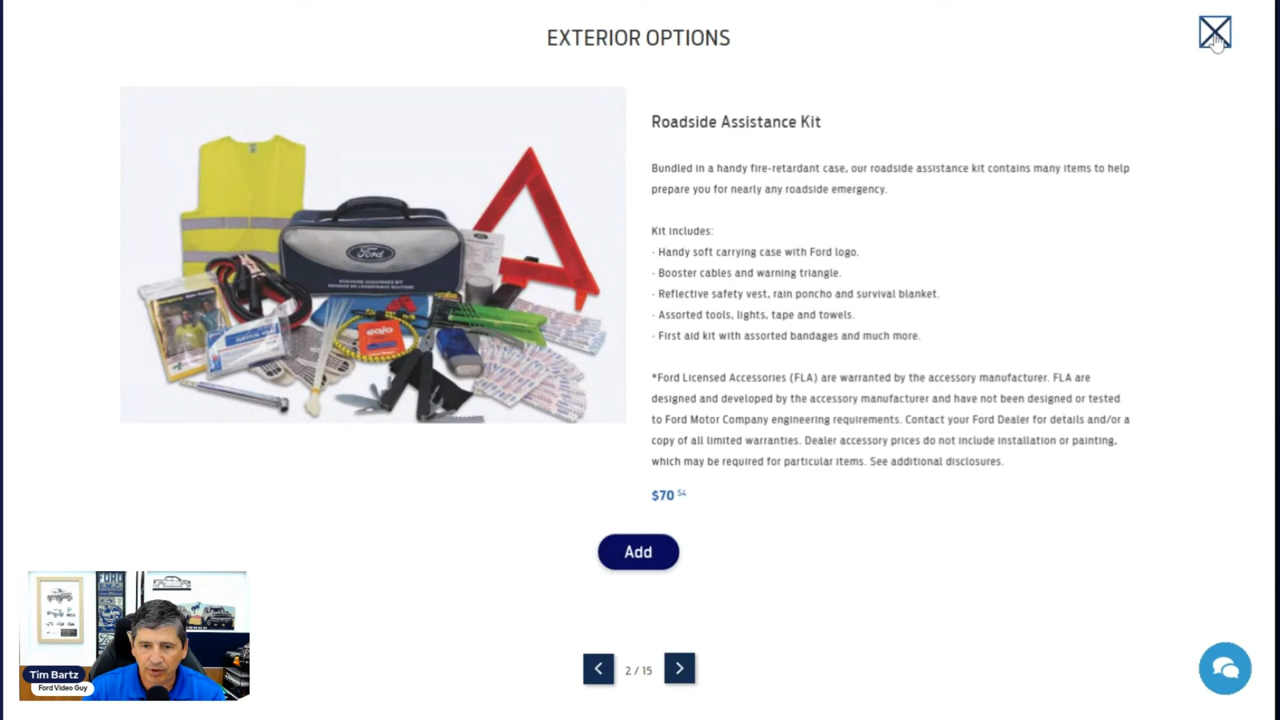 EXTERIOR OPTIONS
Roadside Assistance Kit
Bundled in a handy fire-retardant case, our roadside assistance kit contains many items to help
prepare you for nearly any roadside emergency.
Kit includes:
· Handy soft carrying case with Ford logo.
· Booster cables and warning triangle.
· Reflective safety vest, rain poncho and survival blanket.
· Assorted tools, lights, tape and towels.
· First aid kit with assorted bandages and much more.
*Ford Licensed Accessories (FLA) are warranted by the accessory manufacturer. FLA are
designed and developed by the accessory manufacturer and have not been designed or tested
to Ford Motor Company engineering requirements. Contact your Ford Dealer for details and/or a
copy of all limited warranties. Dealer accessory prices do not include installation or painting,
which may be required for particular items. See additional disclosures.
$70 54
Ford
ROADSIDE ASSISTANCE KIT
gojo
Add
2 / 15
FORD
Tim Bartz
Ford Video Guy